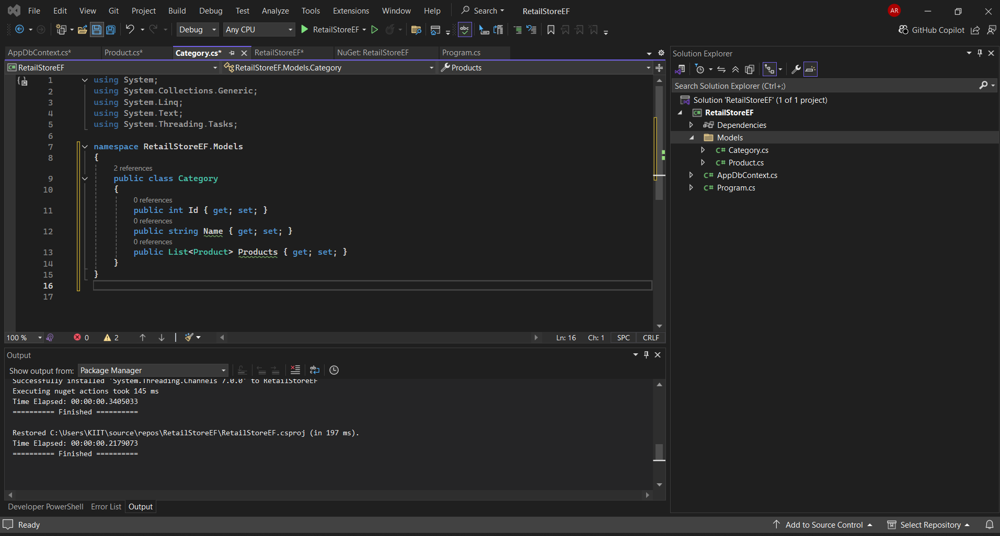 File Edit View Git Project Build Debug Test Analyze Tools Extensions Window Help Search RetailStoreEF AR
Debug Any CPU RetailStoreEF abc GitHub Copilot
AppDbContext.cs* Product.cs* Category.cs* RetailStoreEF* NuGet: RetailStoreEF Program.cs
C# RetailStoreEF RetailStoreEF.Models.Category Products
1 using System;
2 using System.Collections.Generic;
3 using System.Linq;
4 using System.Text;
5 using System.Threading.Tasks;
6
7 namespace RetailStoreEF.Models
8 {
2 references
9 public class Category
10 {
0 references
11 public int Id { get; set; }
0 references
12 public string Name { get; set; }
0 references
13 public List<Product> Products { get; set; }
14 }
15 }
16
17
100 % 0 2 Ln: 16 Ch: 1 SPC CRLF
Output
Show output from: Package Manager
Successfully installed 'System.Threading.Channels 7.0.0' to RetailStoreEF
Executing nuget actions took 145 ms
Time Elapsed: 00:00:00.3405033
========== Finished ==========
Restored C:\Users\KIIT\source\repos\RetailStoreEF\RetailStoreEF.csproj (in 197 ms).
Time Elapsed: 00:00:00.2179073
========== Finished ==========
Developer PowerShell Error List Output
Solution Explorer
Search Solution Explorer (Ctrl+;)
Solution 'RetailStoreEF' (1 of 1 project)
C# RetailStoreEF
Dependencies
Models
C# Category.cs
C# Product.cs
C# AppDbContext.cs
C# Program.cs
Ready Add to Source Control Select Repository